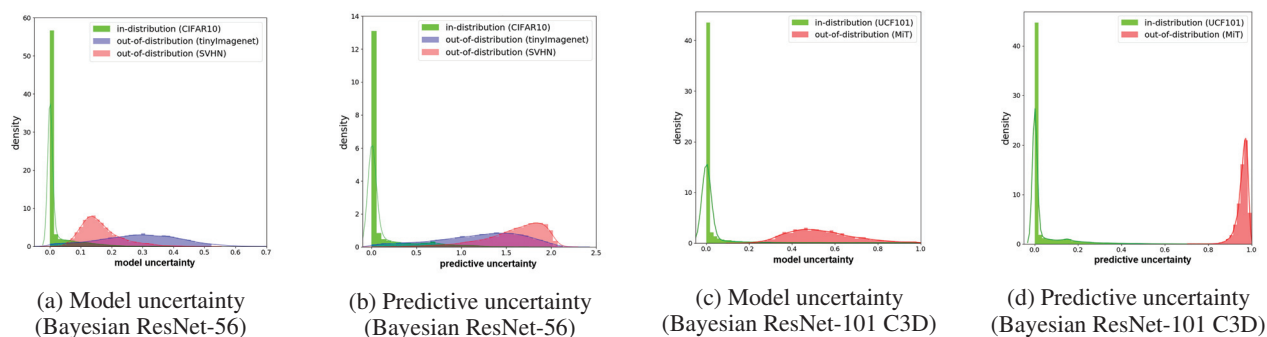 60
50
40
30
20
10
0
density
0.0 0.1 0.2 0.3 0.4 0.5 0.6 0.7
model uncertainty
in-distribution (CIFAR10)
out-of-distribution (tinyImagenet)
out-of-distribution (SVHN)
(a) Model uncertainty
(Bayesian ResNet-56)
14
12
10
8
6
4
2
0
density
0.0 0.5 1.0 1.5 2.0 2.5
predictive uncertainty
in-distribution (CIFAR10)
out-of-distribution (tinyImagenet)
out-of-distribution (SVHN)
(b) Predictive uncertainty
(Bayesian ResNet-56)
40
30
20
10
0
density
0.0 0.2 0.4 0.6 0.8 1.0
model uncertainty
in-distribution (UCF101)
out-of-distribution (MiT)
(c) Model uncertainty
(Bayesian ResNet-101 C3D)
40
30
20
10
0
density
0.0 0.2 0.4 0.6 0.8 1.0
predictive uncertainty
in-distribution (UCF101)
out-of-distribution (MiT)
(d) Predictive uncertainty
(Bayesian ResNet-101 C3D)